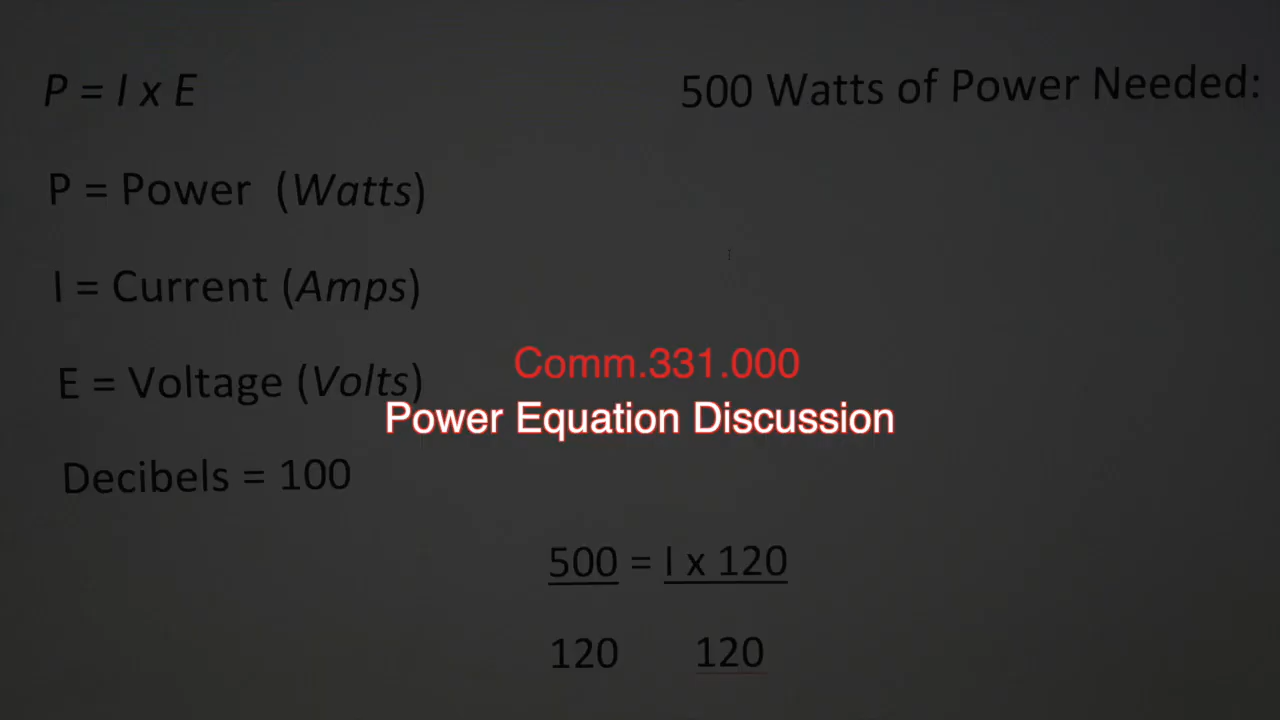 P = I x E
500 Watts of Power Needed:
P = Power (Watts)
I = Current (Amps)
E = Voltage (Volts)
Decibels = 100
Comm.331.000
Power Equation Discussion
500 = I x 120
120 120